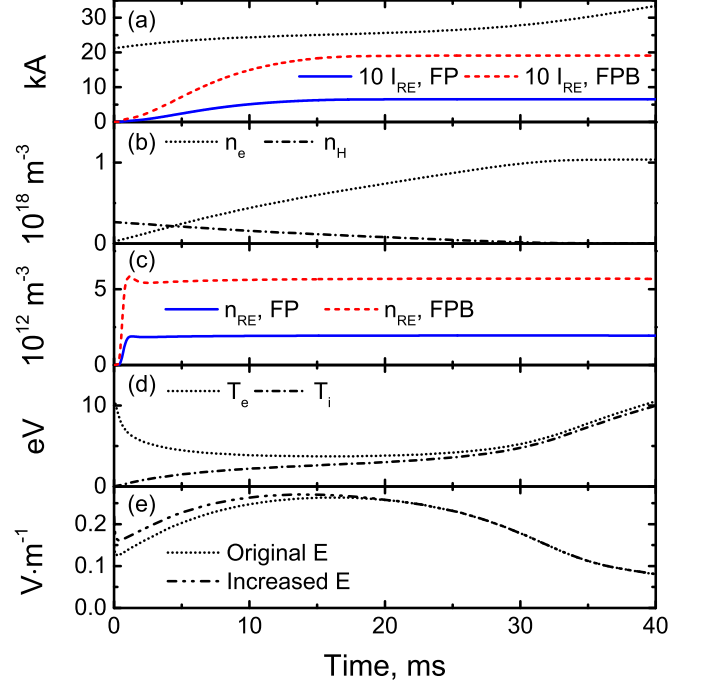 (a)
30
20
10
0
kA
10 I_RE, FP 10 I_RE, FPB
(b)
n_e n_H
1
0
10^18 m^-3
(c)
5
0
10^12 m^-3
n_RE, FP n_RE, FPB
(d)
T_e T_i
10
0
eV
(e)
0.2
0.1
0.0
V·m^-1
Original E
Increased E
0 10 20 30 40
Time, ms